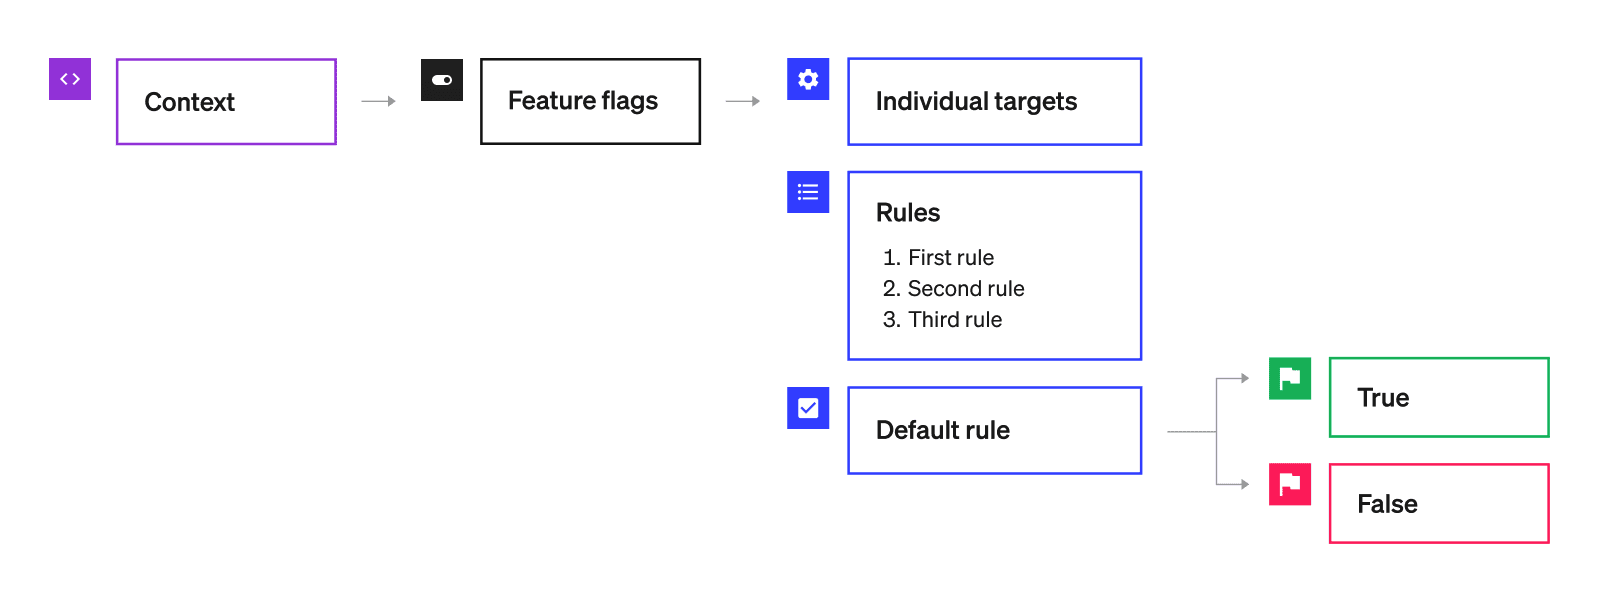 Context
Feature flags
Individual targets
Rules
1. First rule
2. Second rule
3. Third rule
Default rule
True
False